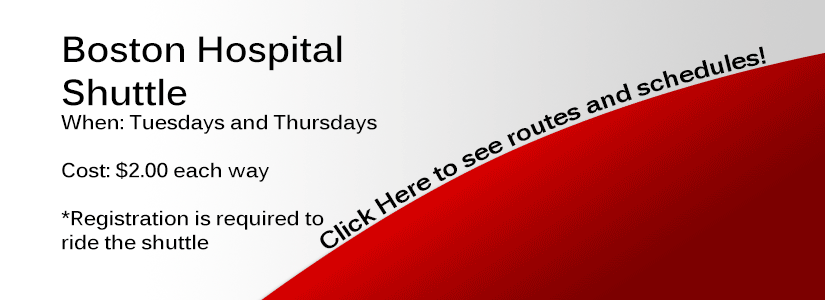 Boston Hospital
Shuttle
When: Tuesdays and Thursdays
Cost: $2.00 each way
*Registration is required to
ride the shuttle
Click Here to see routes and schedules!